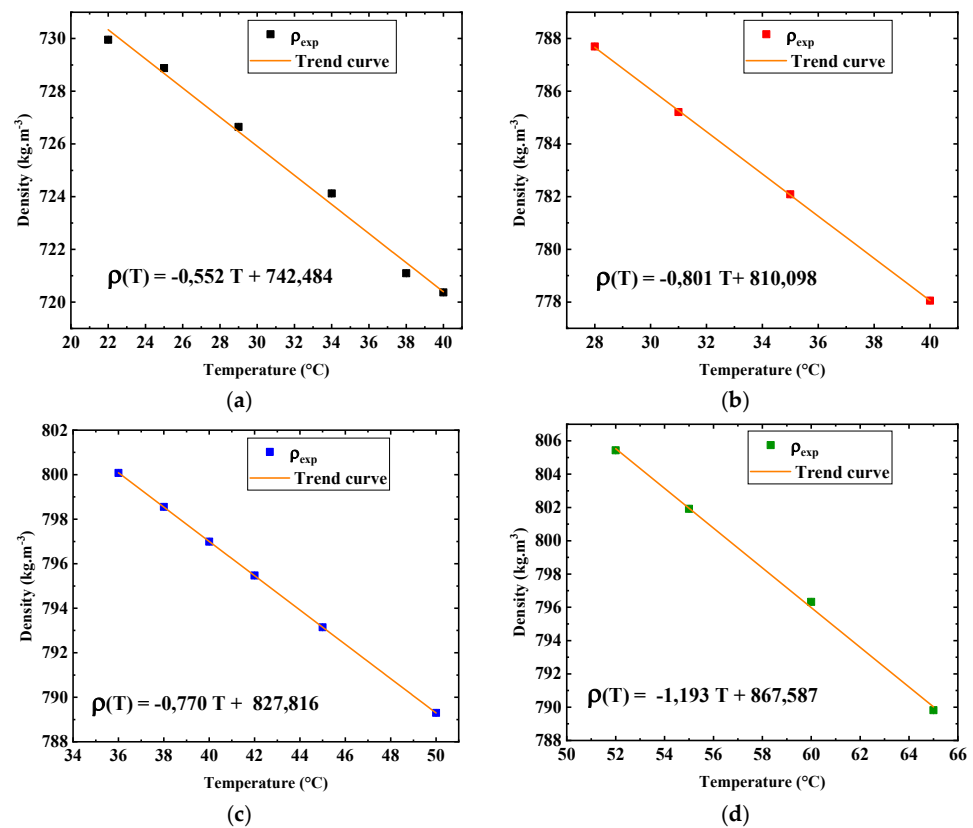 730
728
726
724
722
720
Density (kg.m-3)
ρexp
Trend curve
ρ(T) = -0,552 T + 742,484
20 22 24 26 28 30 32 34 36 38 40
Temperature (°C)
(a)
788
786
784
782
780
778
Density (kg.m-3)
ρexp
Trend curve
ρ(T) = -0,801 T+ 810,098
28 30 32 34 36 38 40
Temperature (°C)
(b)
802
800
798
796
794
792
790
788
Density (kg.m-3)
ρexp
Trend curve
ρ(T) = -0,770 T + 827,816
34 36 38 40 42 44 46 48 50
Temperature (°C)
(c)
806
804
802
800
798
796
794
792
790
788
Density (kg.m3)
ρexp
Trend curve
ρ(T) = -1,193 T + 867,587
50 52 54 56 58 60 62 64 66
Temperature (°C)
(d)